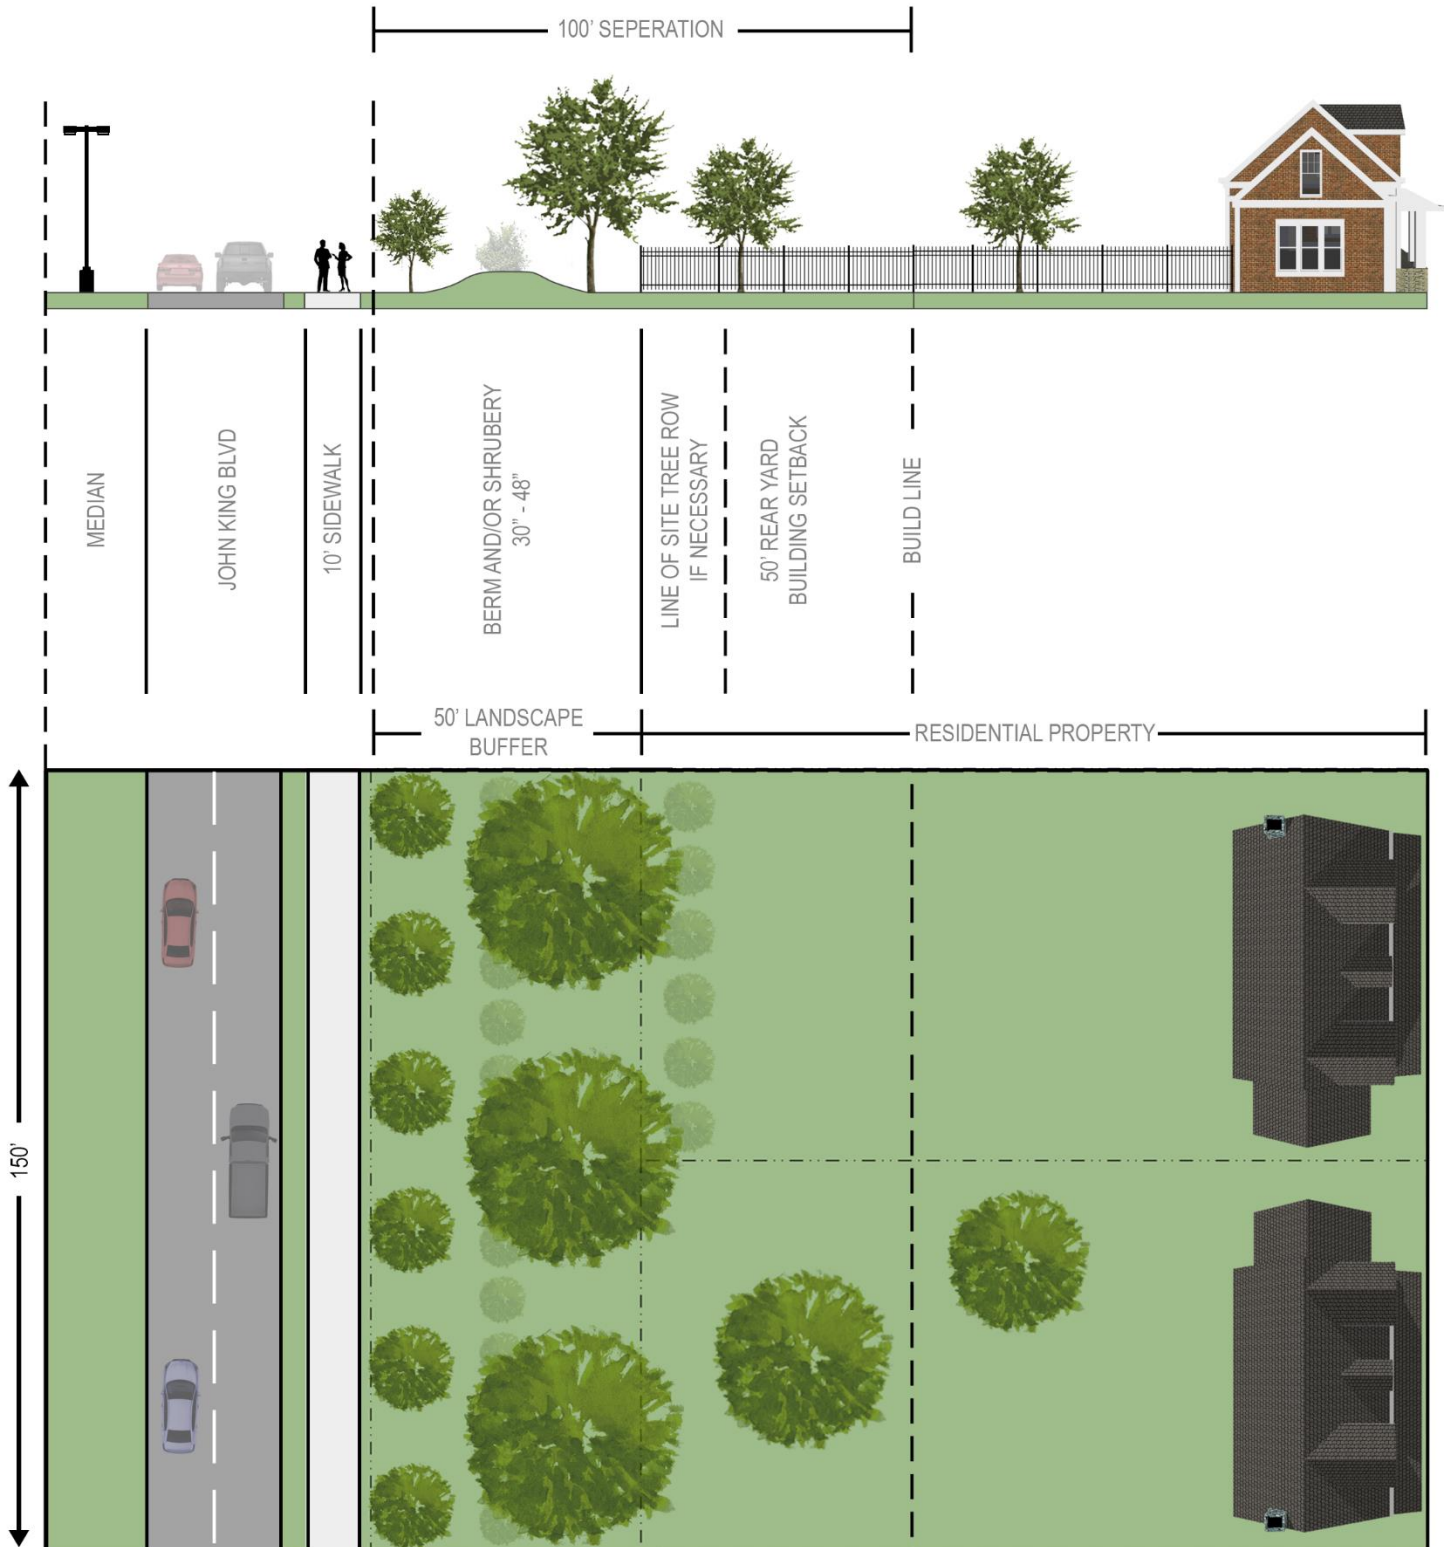 100' SEPERATION
MEDIAN
JOHN KING BLVD
10' SIDEWALK
BERM AND/OR SHRUBERY
30" - 48"
LINE OF SITE TREE ROW
IF NECESSARY
50' REAR YARD
BUILDING SETBACK
BUILD LINE
50' LANDSCAPE
BUFFER
RESIDENTIAL PROPERTY
150'